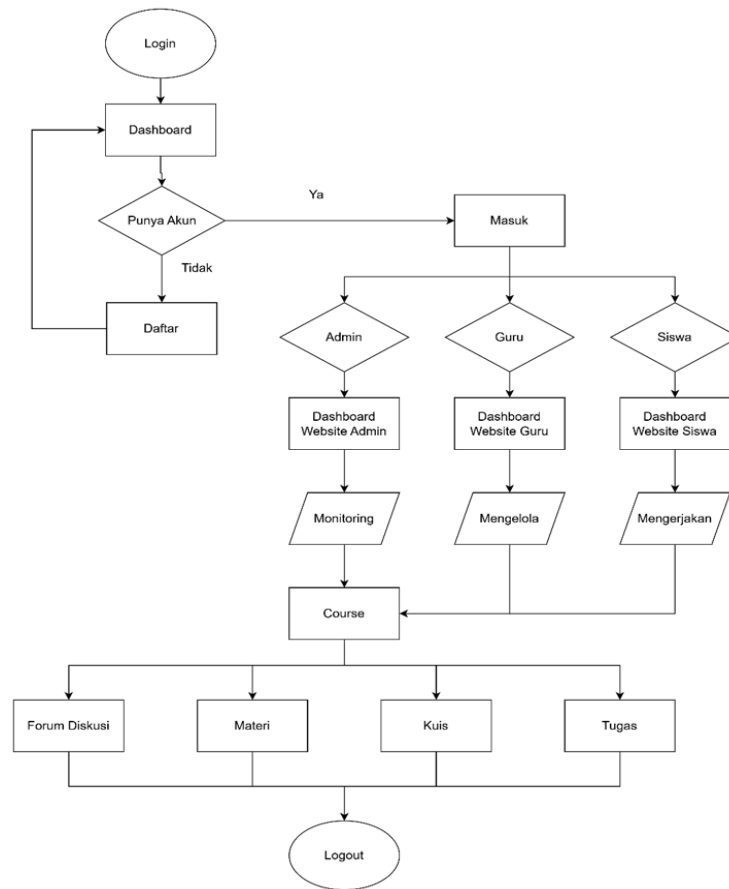 Login
Dashboard
Punya Akun
Ya
Masuk
Tidak
Daftar
Admin
Guru
Siswa
Dashboard
Website Admin
Dashboard
Website Guru
Dashboard
Website Siswa
Monitoring
Mengelola
Mengerjakan
Course
Forum Diskusi
Materi
Kuis
Tugas
Logout